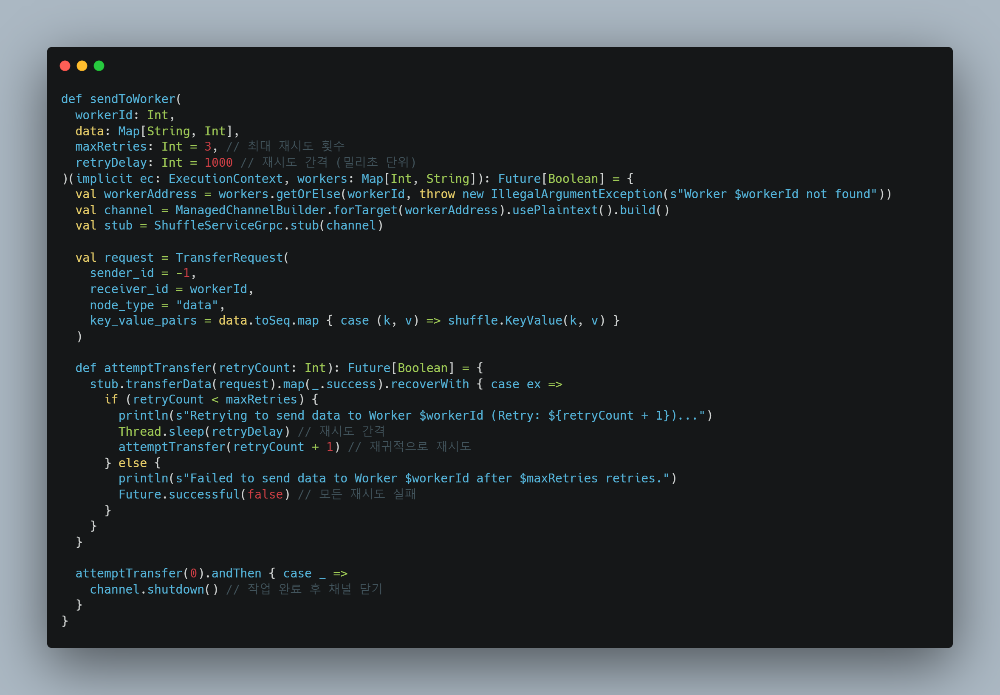 def sendToWorker(
  workerId: Int,
  data: Map[String, Int],
  maxRetries: Int = 3, // 최대 재시도 횟수
  retryDelay: Int = 1000 // 재시도 간격 (밀리초 단위)
)(implicit ec: ExecutionContext, workers: Map[Int, String]): Future[Boolean] = {
  val workerAddress = workers.getOrElse(workerId, throw new IllegalArgumentException(s"Worker $workerId not found"))
  val channel = ManagedChannelBuilder.forTarget(workerAddress).usePlaintext().build()
  val stub = ShuffleServiceGrpc.stub(channel)

  val request = TransferRequest(
    sender_id = -1,
    receiver_id = workerId,
    node_type = "data",
    key_value_pairs = data.toSeq.map { case (k, v) => shuffle.KeyValue(k, v) }
  )

  def attemptTransfer(retryCount: Int): Future[Boolean] = {
    stub.transferData(request).map(_.success).recoverWith { case ex =>
      if (retryCount < maxRetries) {
        println(s"Retrying to send data to Worker $workerId (Retry: ${retryCount + 1})...")
        Thread.sleep(retryDelay) // 재시도 간격
        attemptTransfer(retryCount + 1) // 재귀적으로 재시도
      } else {
        println(s"Failed to send data to Worker $workerId after $maxRetries retries.")
        Future.successful(false) // 모든 재시도 실패
      }
    }
  }

  attemptTransfer(0).andThen { case _ =>
    channel.shutdown() // 작업 완료 후 채널 닫기
  }
}